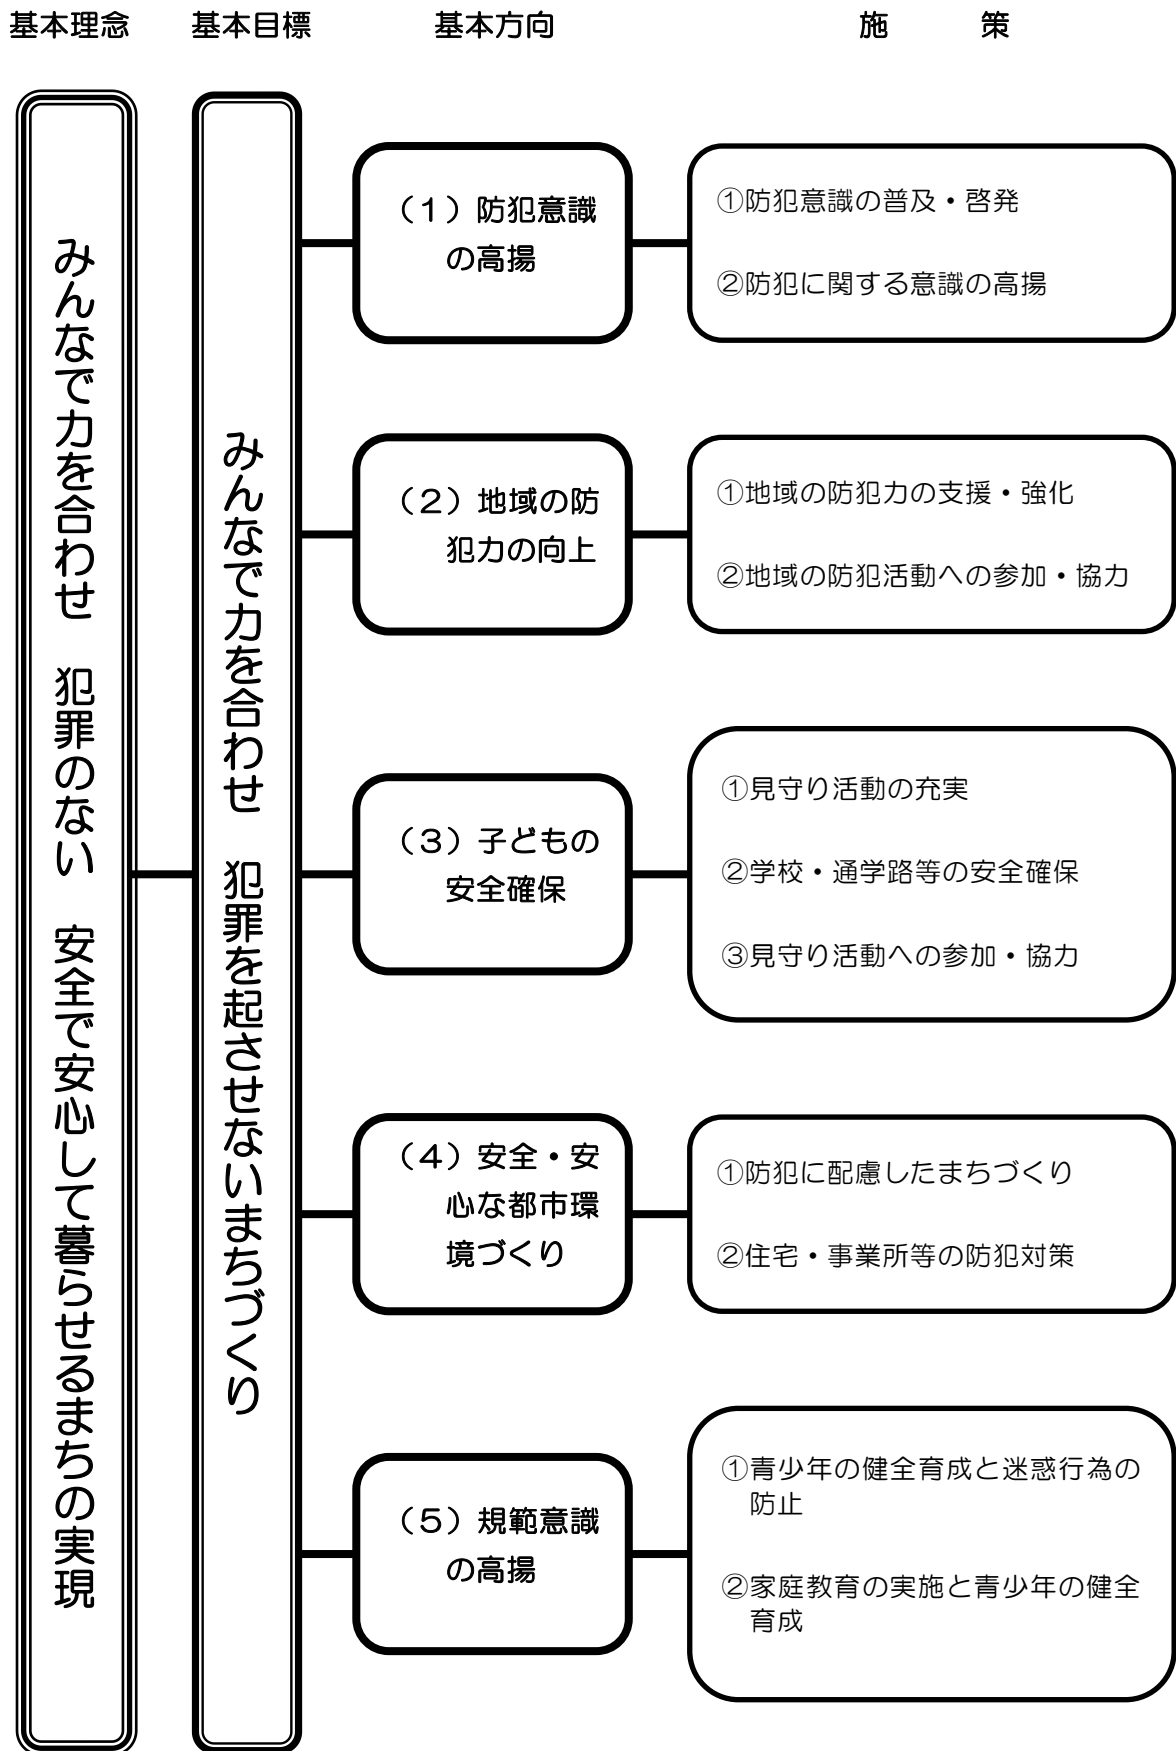 基本理念 基本目標 基本方向 施 策
みんなで力を合わせ 犯罪のない 安全で安心して暮らせるまちの実現
みんなで力を合わせ 犯罪を起させないまちづくり
（１）防犯意識
の高揚
①防犯意識の普及・啓発
②防犯に関する意識の高揚
（２）地域の防
犯力の向上
①地域の防犯力の支援・強化
②地域の防犯活動への参加・協力
（３）子どもの
安全確保
①見守り活動の充実
②学校・通学路等の安全確保
③見守り活動への参加・協力
（４）安全・安
心な都市環
境づくり
①防犯に配慮したまちづくり
②住宅・事業所等の防犯対策
（５）規範意識
の高揚
①青少年の健全育成と迷惑行為の
防止
②家庭教育の実施と青少年の健全
育成